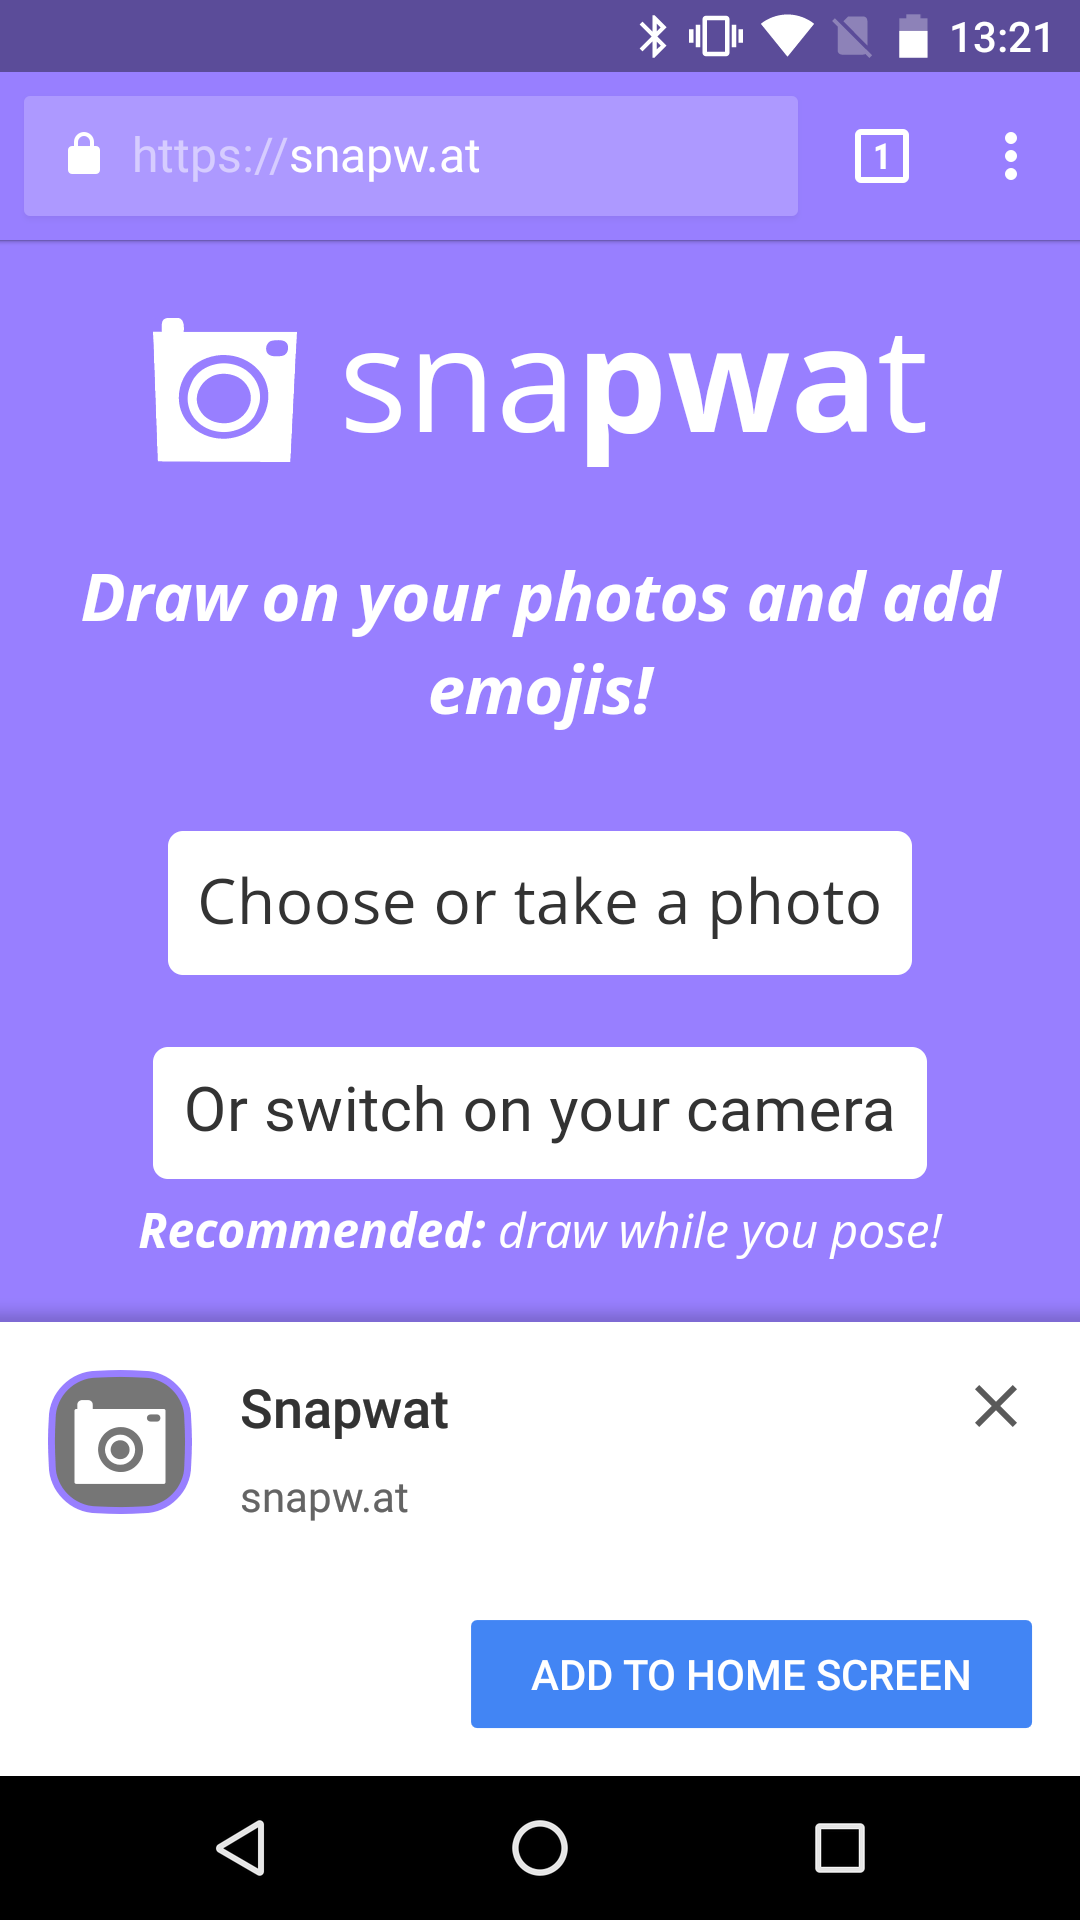 13:21
https://snapw.at
1
snapwat
Draw on your photos and add
emojis!
Choose or take a photo
Or switch on your camera
Recommended: draw while you pose!
Snapwat
snapw.at
ADD TO HOME SCREEN